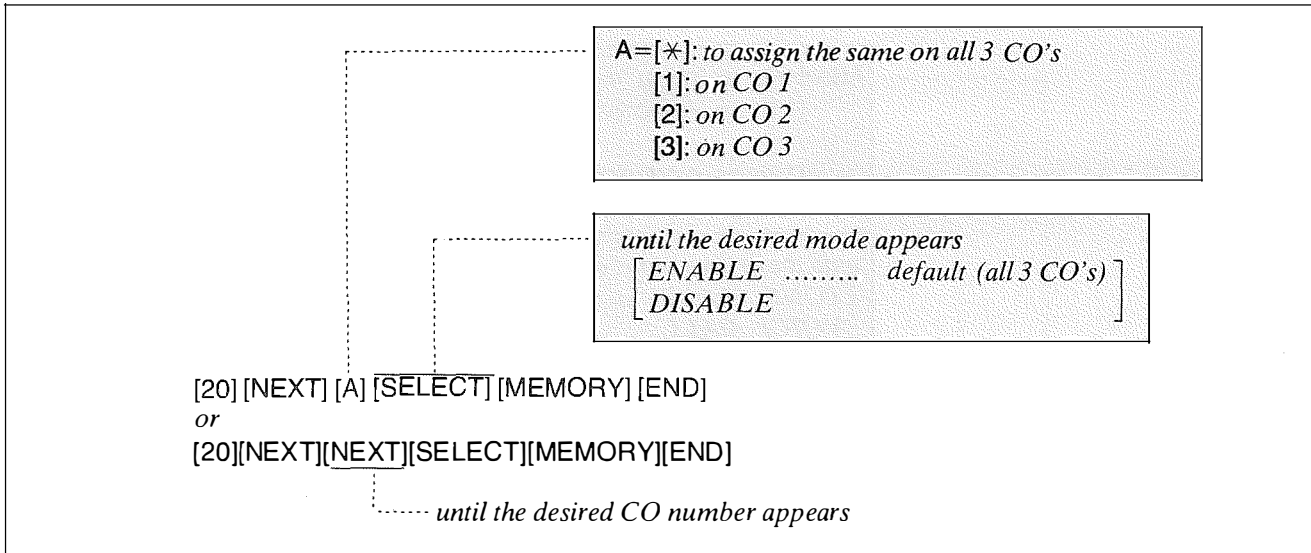 A=[✳]: to assign the same on all 3 CO's
[1]: on CO 1
[2]: on CO 2
[3]: on CO 3
until the desired mode appears
ENABLE ......... default (all 3 CO's)
DISABLE
[20] [NEXT] [A] [SELECT] [MEMORY] [END]
or
[20][NEXT][NEXT][SELECT][MEMORY][END]
until the desired CO number appears